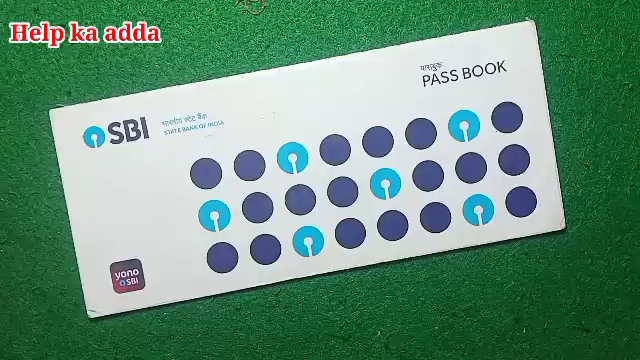 Help ka adda
पासबुक
PASS BOOK
SBI
भारतीय स्टेट बैंक
STATE BANK OF INDIA
yono
SBI